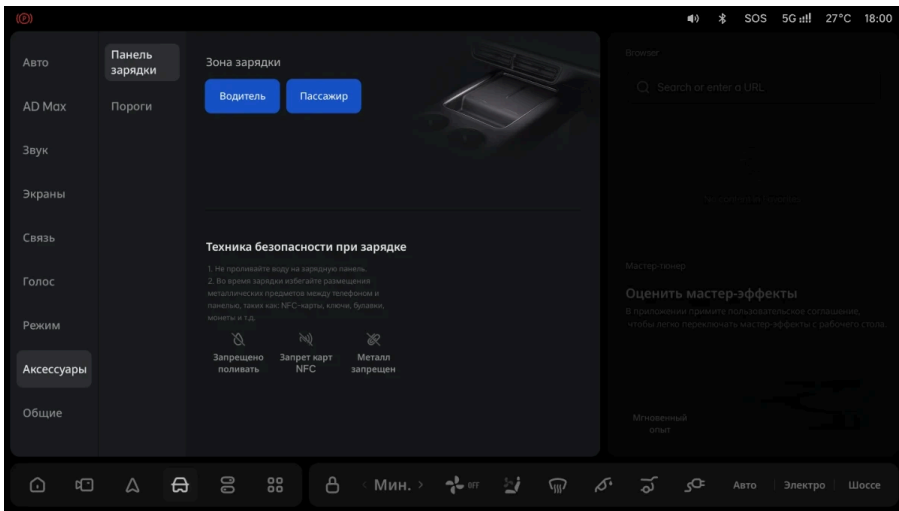 (P)
SOS 5G 27°C 18:00
Авто
AD Max
Звук
Экраны
Связь
Голос
Режим
Аксессуары
Общие
Панель
зарядки
Пороги
Зона зарядки
Водитель Пассажир
Техника безопасности при зарядке
1. Не проливайте воду на зарядную панель.
2. Во время зарядки избегайте размещения
металлических предметов между телефоном и
панелью, таких как: NFC-карты, ключи, булавки,
монеты и т.д.
Запрещено
поливать
Запрет карт
NFC
Металл
запрещен
Browser
Search or enter a URL
Мастер-тюнер
Оценить мастер-эффекты
В приложении примите пользовательское соглашение,
чтобы легко переключать мастер-эффекты с рабочего стола.
Мгновенный
опыт
Мин. OFF Авто Электро Шоссе